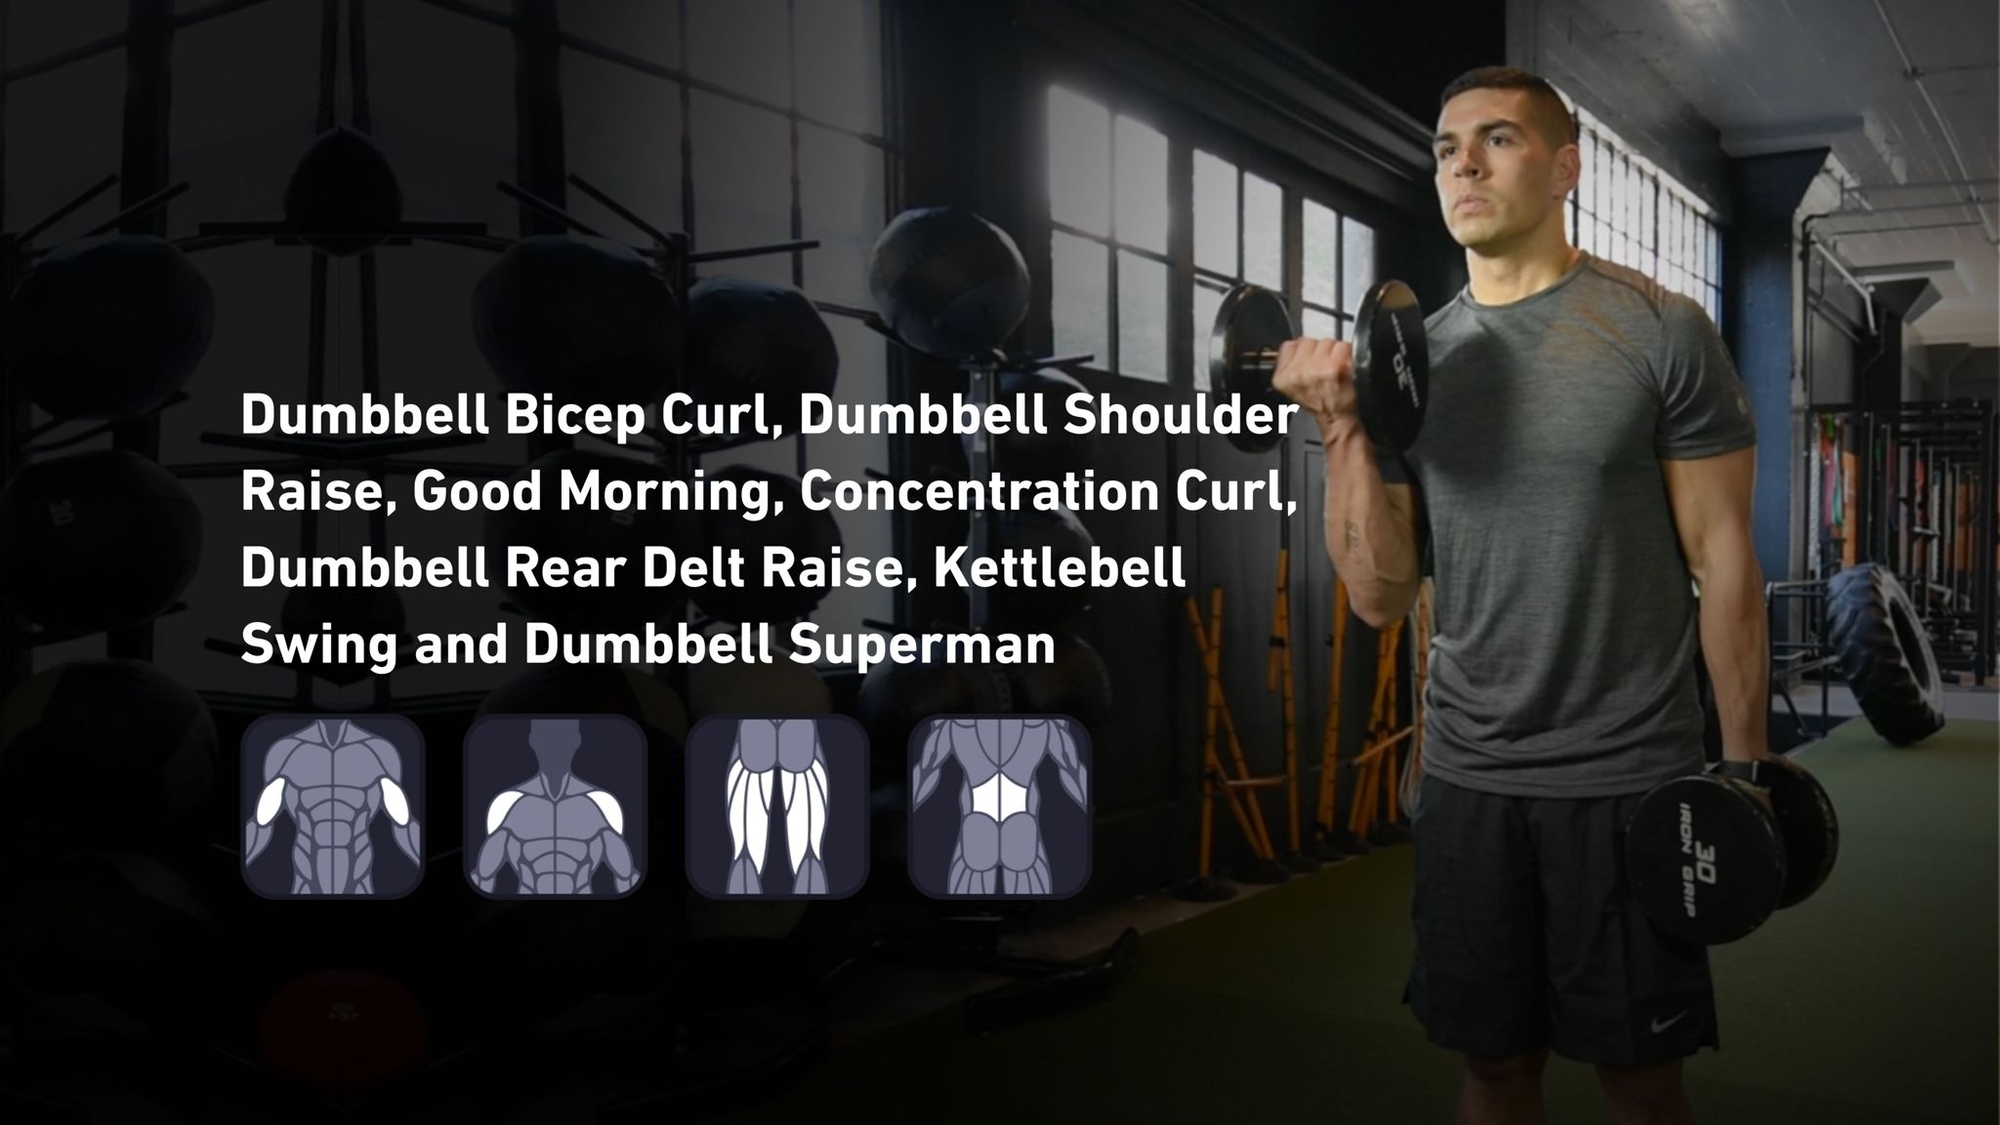 Dumbbell Bicep Curl, Dumbbell Shoulder
Raise, Good Morning, Concentration Curl,
Dumbbell Rear Delt Raise, Kettlebell
Swing and Dumbbell Superman
30
IRON GRIP
30